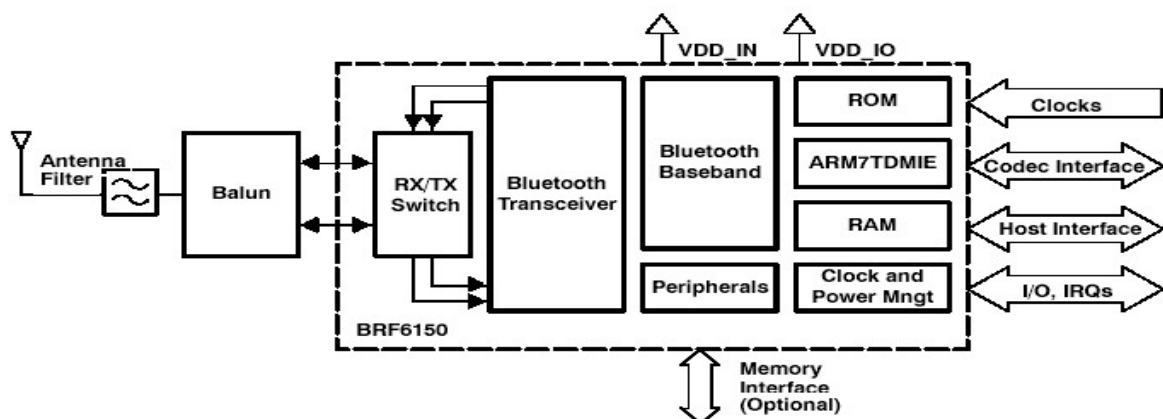 VDD_IN
VDD_IO
ROM
Clocks
Antenna
Filter
Balun
RX/TX
Switch
Bluetooth
Transceiver
Bluetooth
Baseband
ARM7TDMIE
Codec Interface
RAM
Host Interface
Peripherals
Clock and
Power Mngt
I/O, IRQs
BRF6150
Memory
Interface
(Optional)